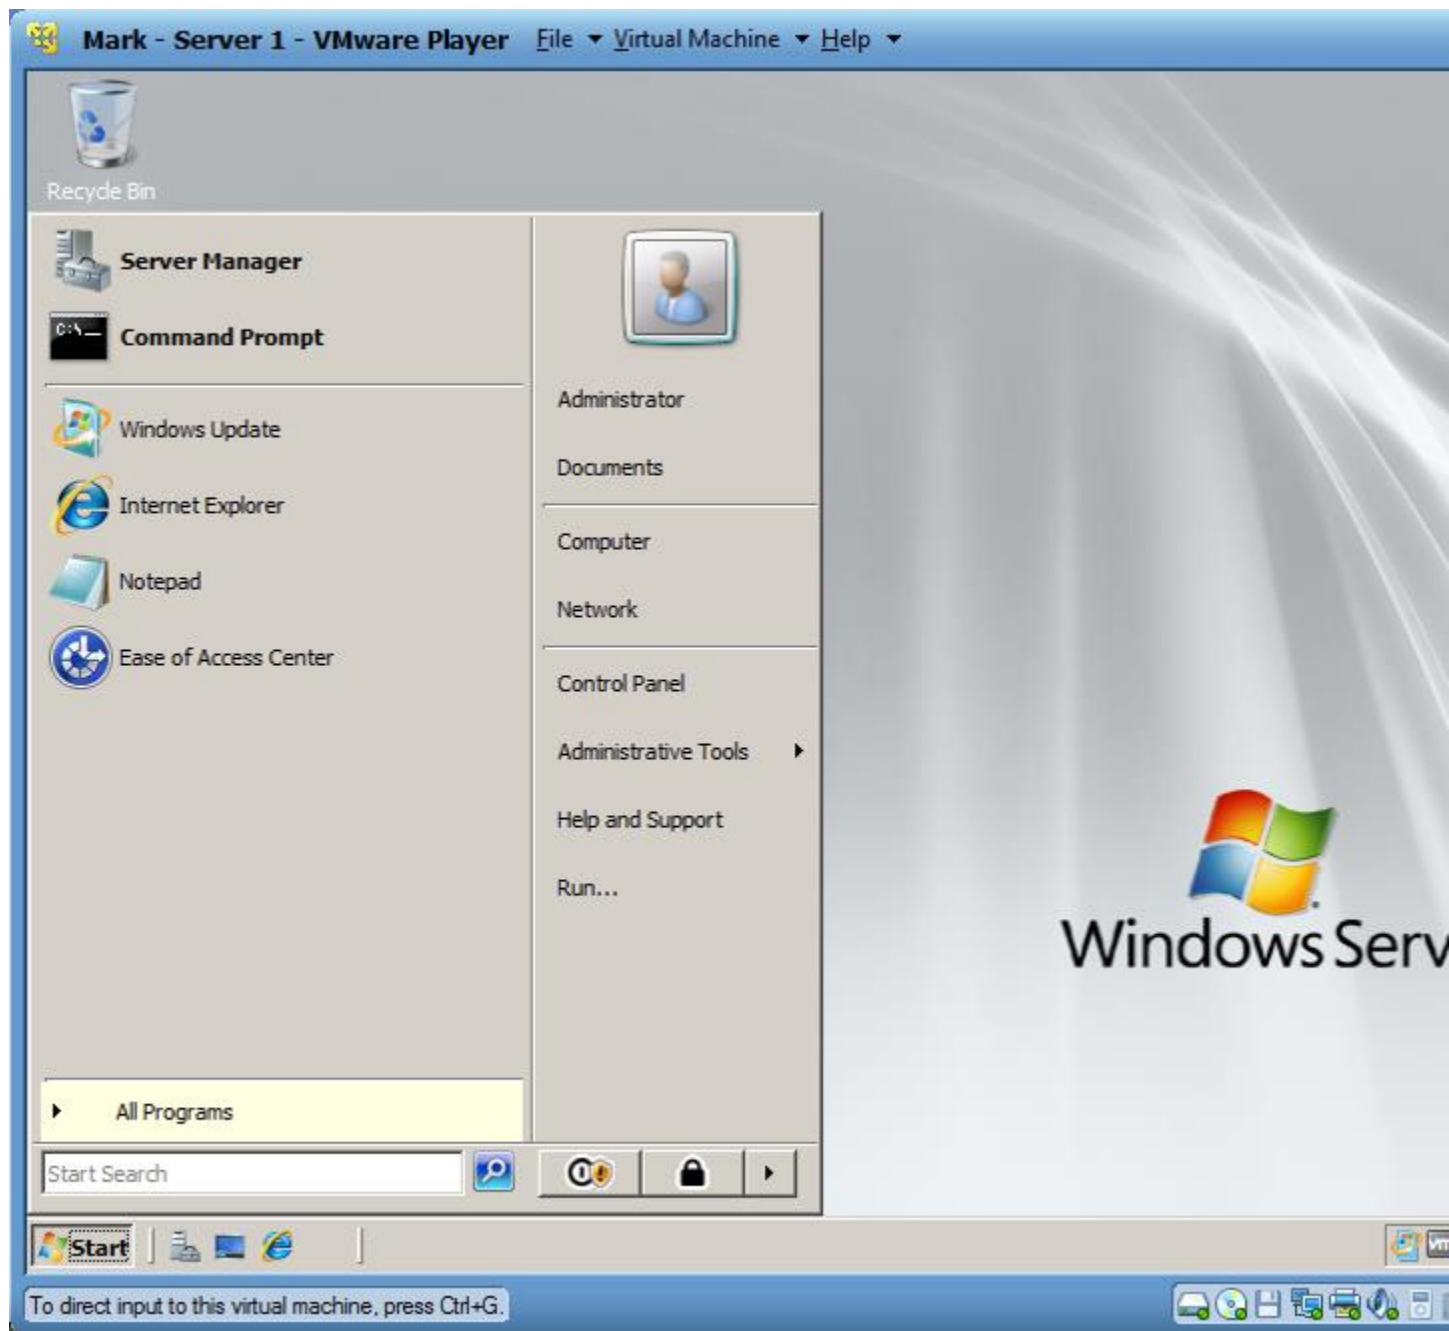 Mark - Server 1 - VMware Player File Virtual Machine Help
Recycle Bin
Server Manager
C:\
Command Prompt
Windows Update
Internet Explorer
Notepad
Ease of Access Center
All Programs
Start Search
Administrator
Documents
Computer
Network
Control Panel
Administrative Tools
Help and Support
Run...
Windows Serv
Start
To direct input to this virtual machine, press Ctrl+G.